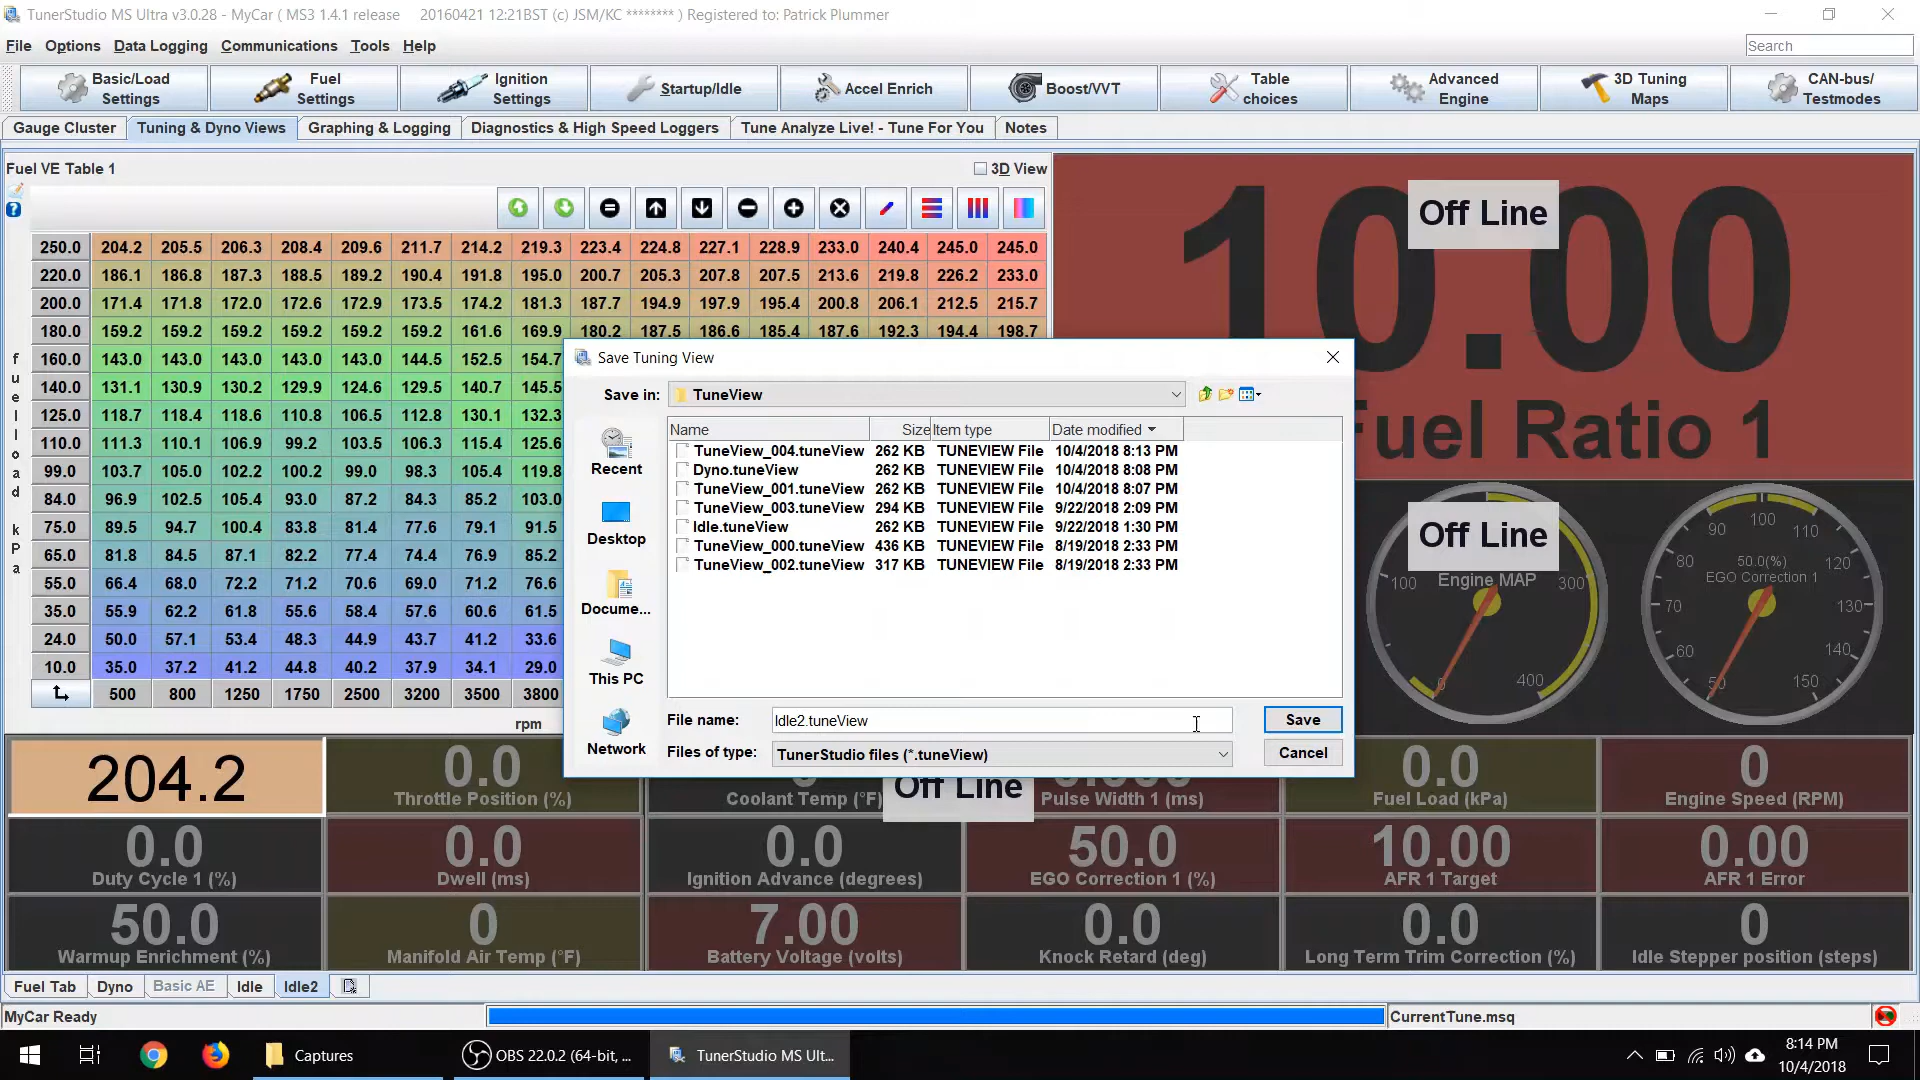 TunerStudio MS Ultra v3.0.28 - MyCar ( MS3 1.4.1 release     20160421 12:21BST (c) JSM/KC ******** ) Registered to: Patrick Plummer
File Options Data Logging Communications Tools Help
Search
Basic/Load Settings
Fuel Settings
Ignition Settings
Startup/Idle
Accel Enrich
Boost/VVT
Table choices
Advanced Engine
3D Tuning Maps
CAN-bus/ Testmodes
Gauge Cluster Tuning & Dyno Views Graphing & Logging Diagnostics & High Speed Loggers Tune Analyze Live! - Tune For You Notes
Fuel VE Table 1
3D View
250.0 204.2 205.5 206.3 208.4 209.6 211.7 214.2 219.3 223.4 224.8 227.1 228.9 233.0 240.4 245.0 245.0
220.0 186.1 186.8 187.3 188.5 189.2 190.4 191.8 195.0 200.7 205.3 207.8 207.5 213.6 219.8 226.2 233.0
200.0 171.4 171.8 172.0 172.6 172.9 173.5 174.2 181.3 187.7 194.9 197.9 195.4 200.8 206.1 212.5 215.7
180.0 159.2 159.2 159.2 159.2 159.2 159.2 161.6 169.9 180.2 187.5 186.6 185.4 187.6 192.3 194.4 198.7
160.0 143.0 143.0 143.0 143.0 143.0 144.5 152.5 154.7
140.0 131.1 130.9 130.2 129.9 124.6 129.5 140.7 145.5
125.0 118.7 118.4 118.6 110.8 106.5 112.8 130.1 132.3
110.0 111.3 110.1 106.9 99.2 103.5 106.3 115.4 125.6
99.0 103.7 105.0 102.2 100.2 99.0 98.3 105.4 119.8
84.0 96.9 102.5 105.4 93.0 87.2 84.3 85.2 103.0
75.0 89.5 94.7 100.4 83.8 81.4 77.6 79.1 91.5
65.0 81.8 84.5 87.1 82.2 77.4 74.4 76.9 85.2
55.0 66.4 68.0 72.2 71.2 70.6 69.0 71.2 76.6
35.0 55.9 62.2 61.8 55.6 58.4 57.6 60.6 61.5
24.0 50.0 57.1 53.4 48.3 44.9 43.7 41.2 33.6
10.0 35.0 37.2 41.2 44.8 40.2 37.9 34.1 29.0
500 800 1250 1750 2500 3200 3500 3800
rpm
fuelload kPa
10.00
Off Line
Fuel Ratio 1
Off Line
Engine MAP
0 100 300 400
50.0(%)
EGO Correction 1
50 60 70 80 90 100 110 120 130 140 150
Save Tuning View
Save in: TuneView
Recent
Desktop
Docume...
This PC
Network
Name Size Item type Date modified
TuneView_004.tuneView 262 KB TUNEVIEW File 10/4/2018 8:13 PM
Dyno.tuneView 262 KB TUNEVIEW File 10/4/2018 8:08 PM
TuneView_001.tuneView 262 KB TUNEVIEW File 10/4/2018 8:07 PM
TuneView_003.tuneView 294 KB TUNEVIEW File 9/22/2018 2:09 PM
Idle.tuneView 262 KB TUNEVIEW File 9/22/2018 1:30 PM
TuneView_000.tuneView 436 KB TUNEVIEW File 8/19/2018 2:33 PM
TuneView_002.tuneView 317 KB TUNEVIEW File 8/19/2018 2:33 PM
File name: Idle2.tuneView
Save
Files of type: TunerStudio files (*.tuneView)
Cancel
Off Line
204.2
0.0
Throttle Position (%)
Coolant Temp (°F)
Pulse Width 1 (ms)
0.0
Fuel Load (kPa)
0
Engine Speed (RPM)
0.0
Duty Cycle 1 (%)
0.0
Dwell (ms)
0.0
Ignition Advance (degrees)
50.0
EGO Correction 1 (%)
10.00
AFR 1 Target
0.00
AFR 1 Error
50.0
Warmup Enrichment (%)
0
Manifold Air Temp (°F)
7.00
Battery Voltage (volts)
0.0
Knock Retard (deg)
0.0
Long Term Trim Correction (%)
0
Idle Stepper position (steps)
Fuel Tab Dyno Basic AE Idle Idle2
MyCar Ready
CurrentTune.msq
Captures
OBS 22.0.2 (64-bit, ...
TunerStudio MS Ult...
8:14 PM
10/4/2018